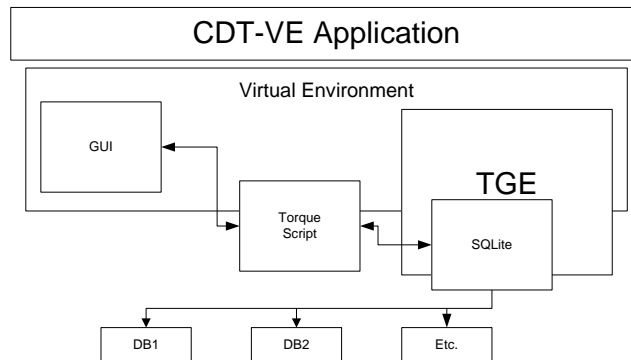 CDT-VE Application
Virtual Environment
GUI
TGE
Torque
Script
SQLite
DB1
DB2
Etc.